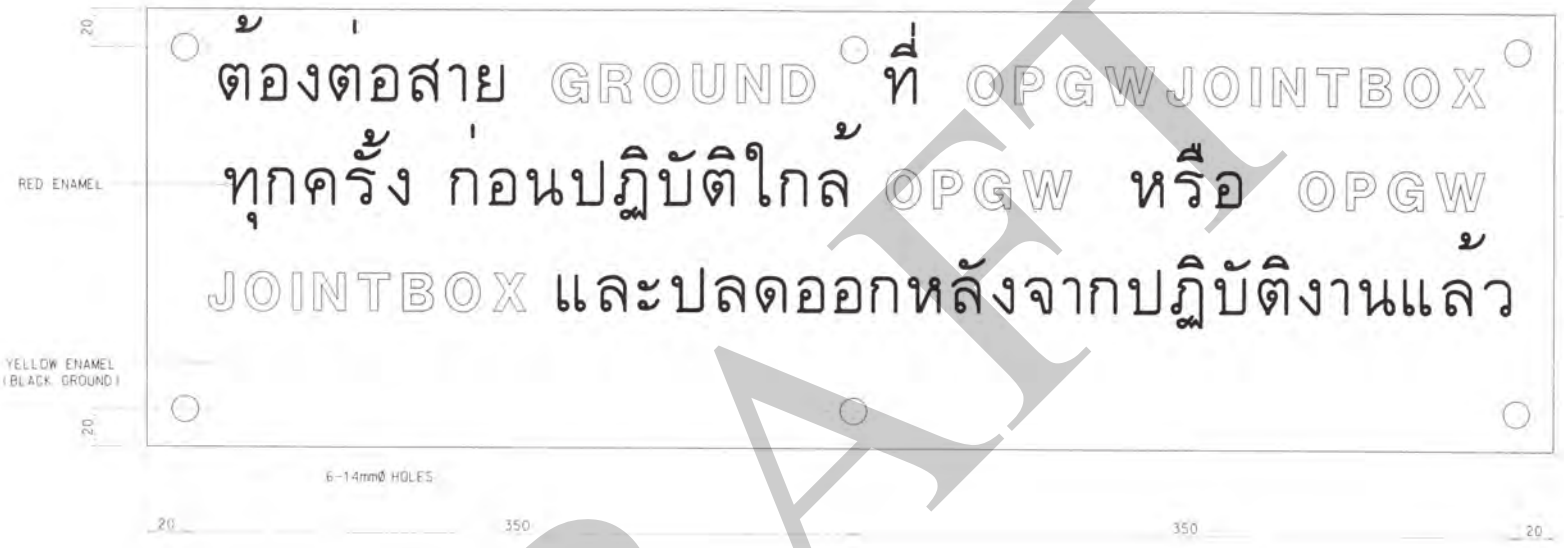 20
ต้องต่อสาย GROUND ที่ OPGWJOINTBOX
RED ENAMEL
ทุกครั้ง ก่อนปฏิบัติใกล้ OPGW หรือ OPGW
JOINTBOX และปลดออกหลังจากปฏิบัติงานแล้ว
YELLOW ENAMEL
(BLACK GROUND)
20
6-14mmØ HOLES
20 350 350 20
DRAFT